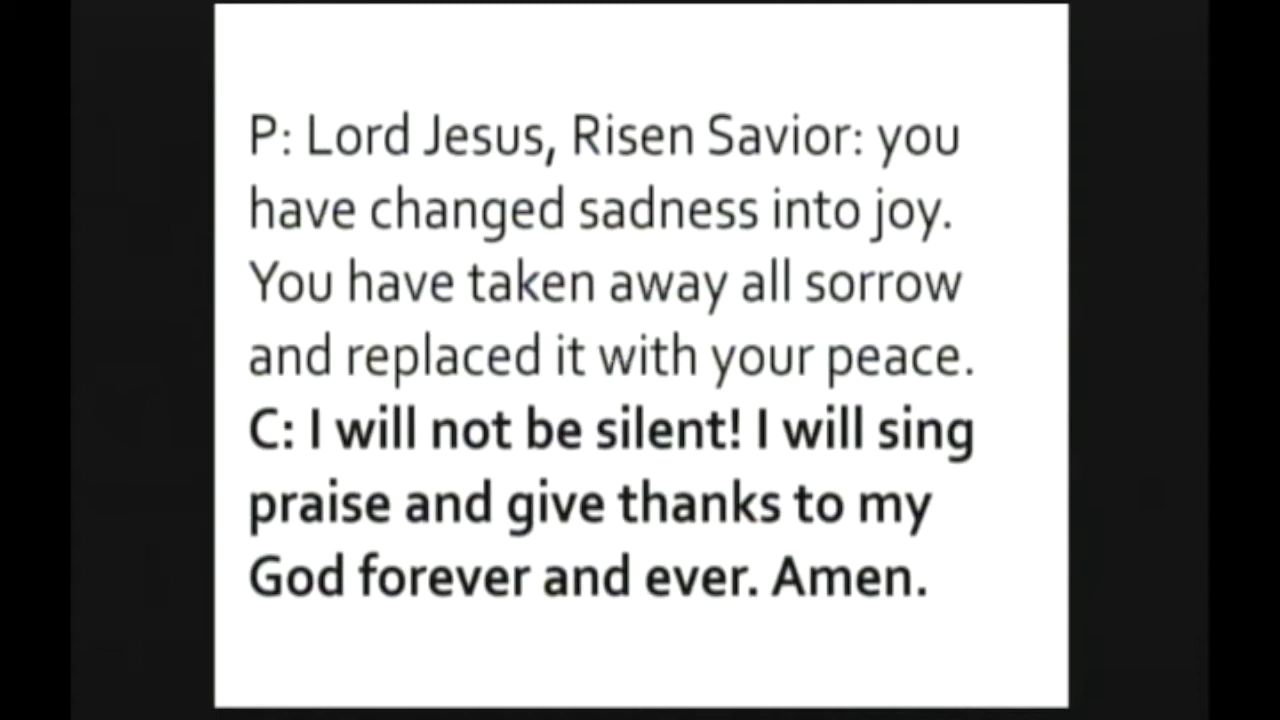 P: Lord Jesus, Risen Savior: you
have changed sadness into joy.
You have taken away all sorrow
and replaced it with your peace.
C: I will not be silent! I will sing
praise and give thanks to my
God forever and ever. Amen.